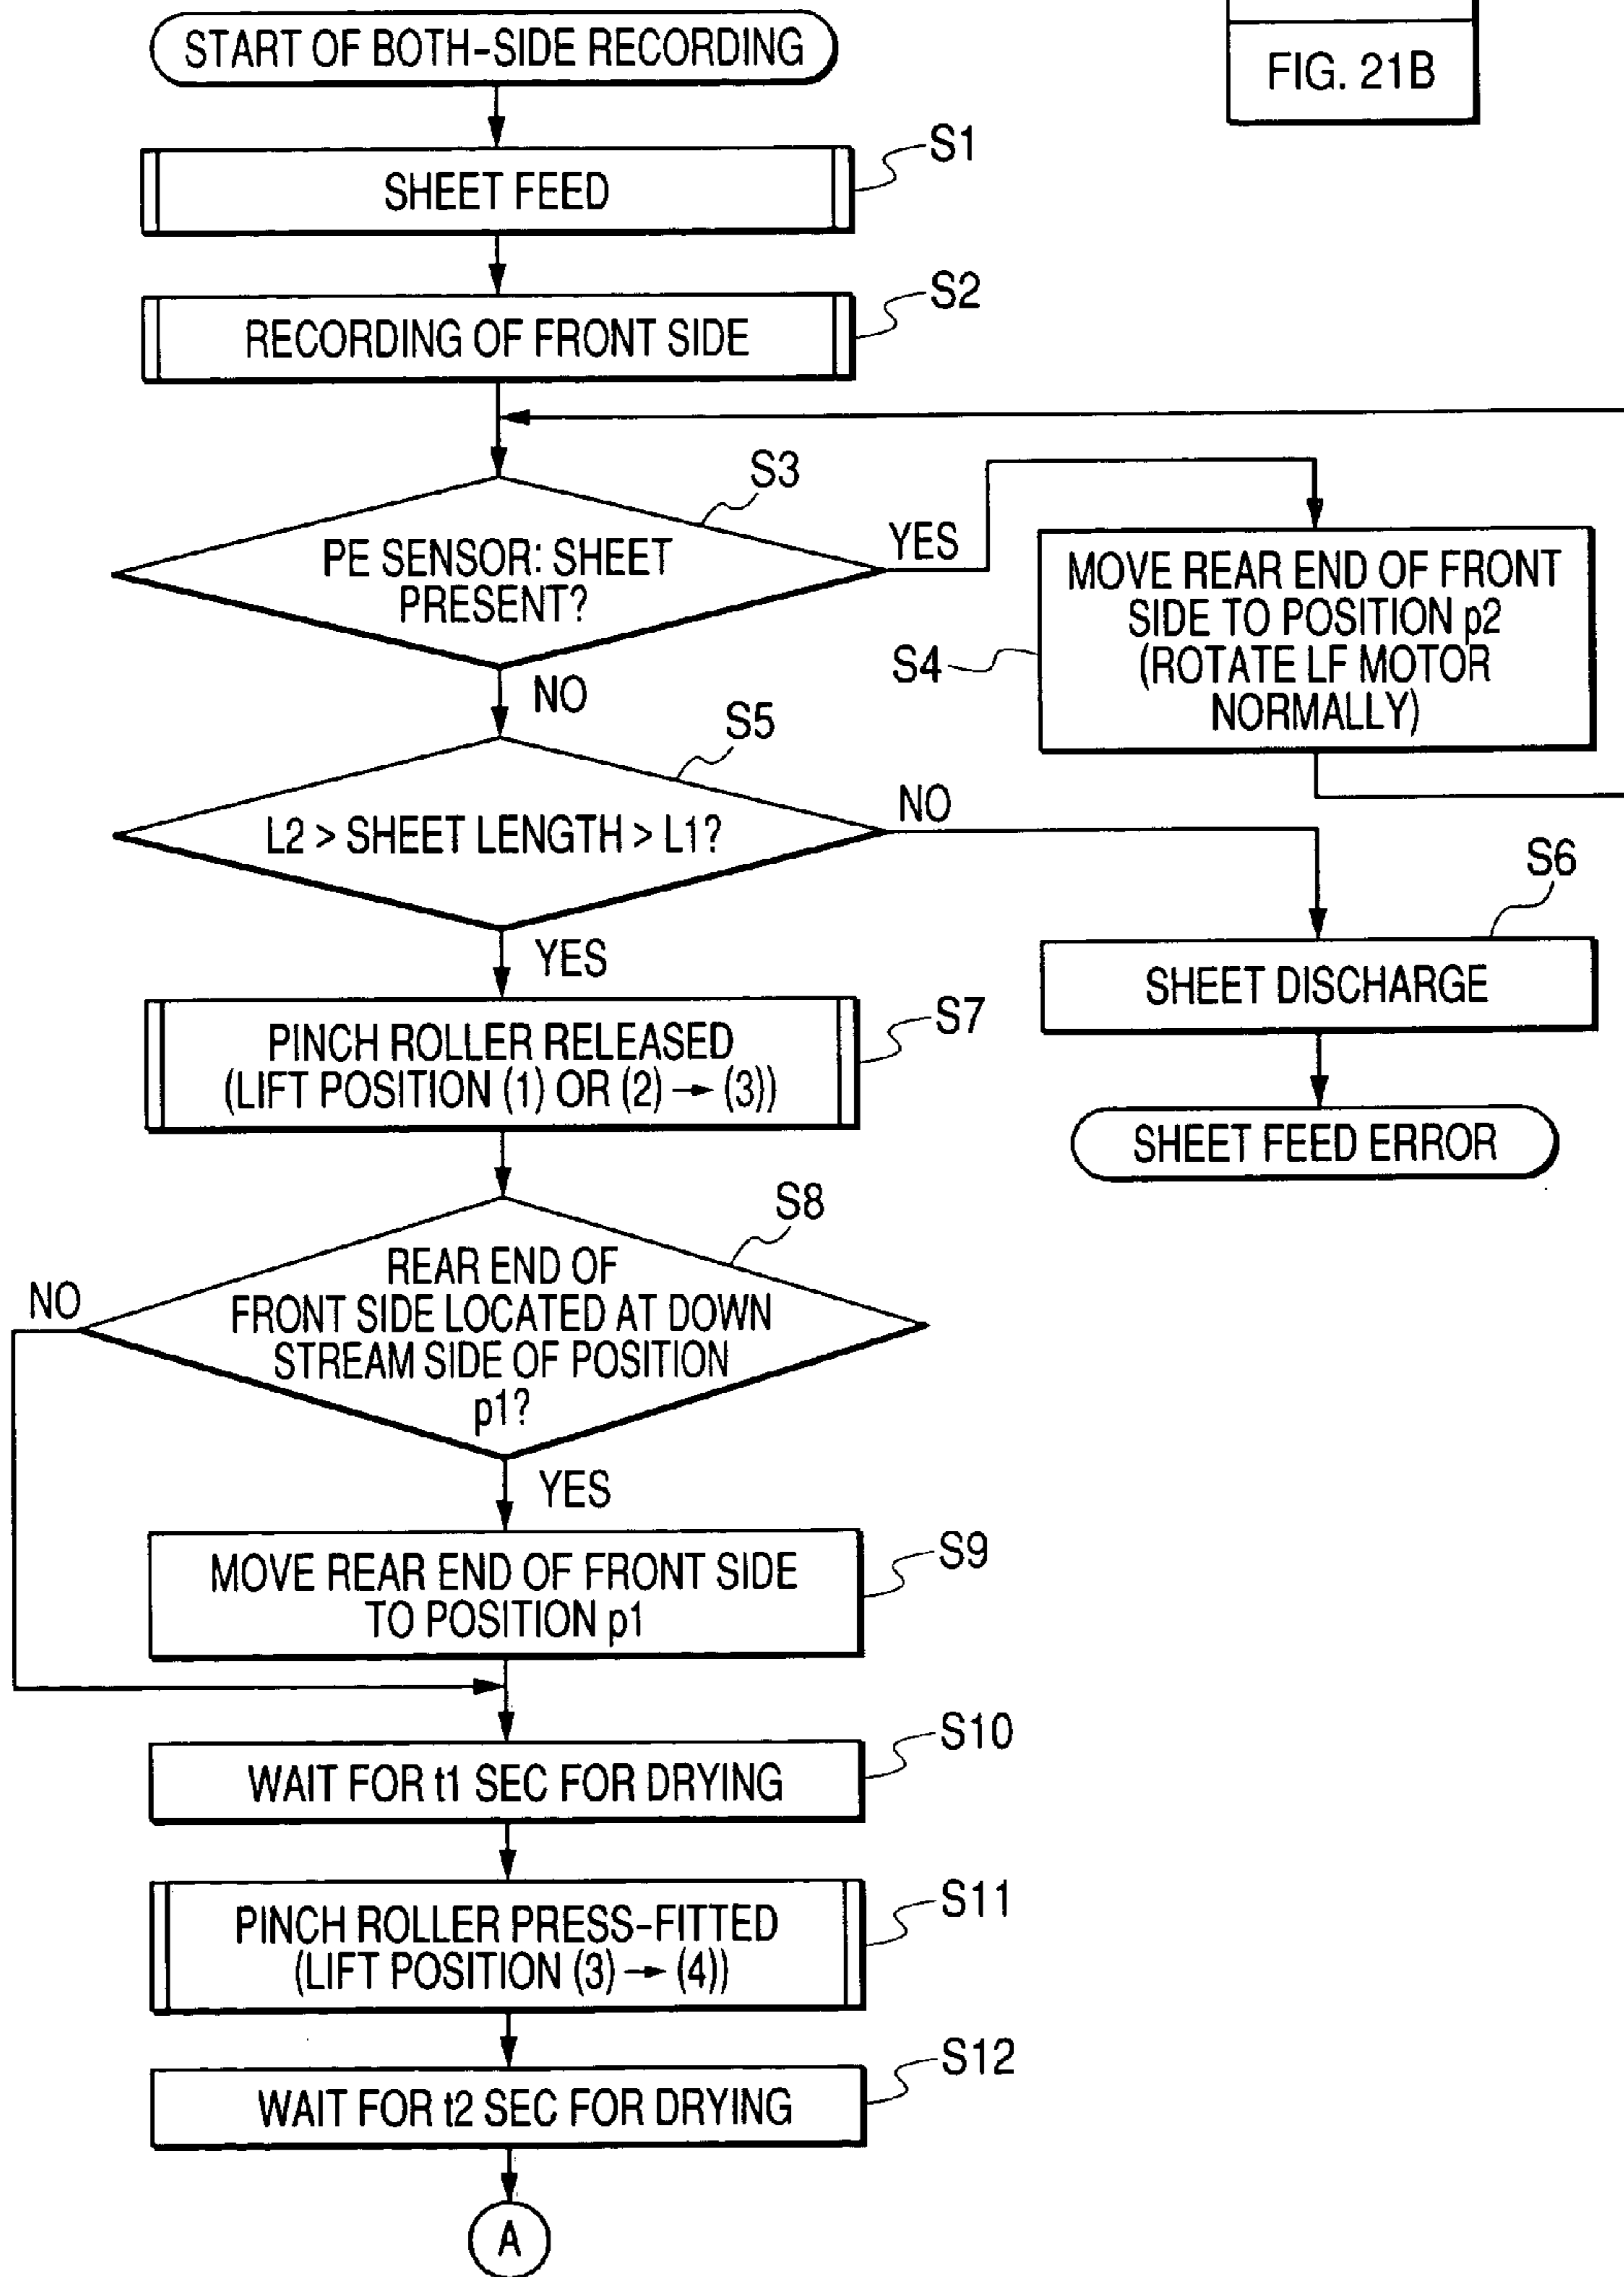 START OF BOTH-SIDE RECORDING
FIG. 21B
SHEET FEED
S1
RECORDING OF FRONT SIDE
S2
PE SENSOR: SHEET
PRESENT?
S3
YES
NO
MOVE REAR END OF FRONT
SIDE TO POSITION p2
(ROTATE LF MOTOR
NORMALLY)
S4
L2 > SHEET LENGTH > L1?
S5
NO
YES
SHEET DISCHARGE
S6
SHEET FEED ERROR
PINCH ROLLER RELEASED
(LIFT POSITION (1) OR (2) → (3))
S7
REAR END OF
FRONT SIDE LOCATED AT DOWN
STREAM SIDE OF POSITION
p1?
S8
NO
YES
MOVE REAR END OF FRONT SIDE
TO POSITION p1
S9
WAIT FOR t1 SEC FOR DRYING
S10
PINCH ROLLER PRESS-FITTED
(LIFT POSITION (3) → (4))
S11
WAIT FOR t2 SEC FOR DRYING
S12
A